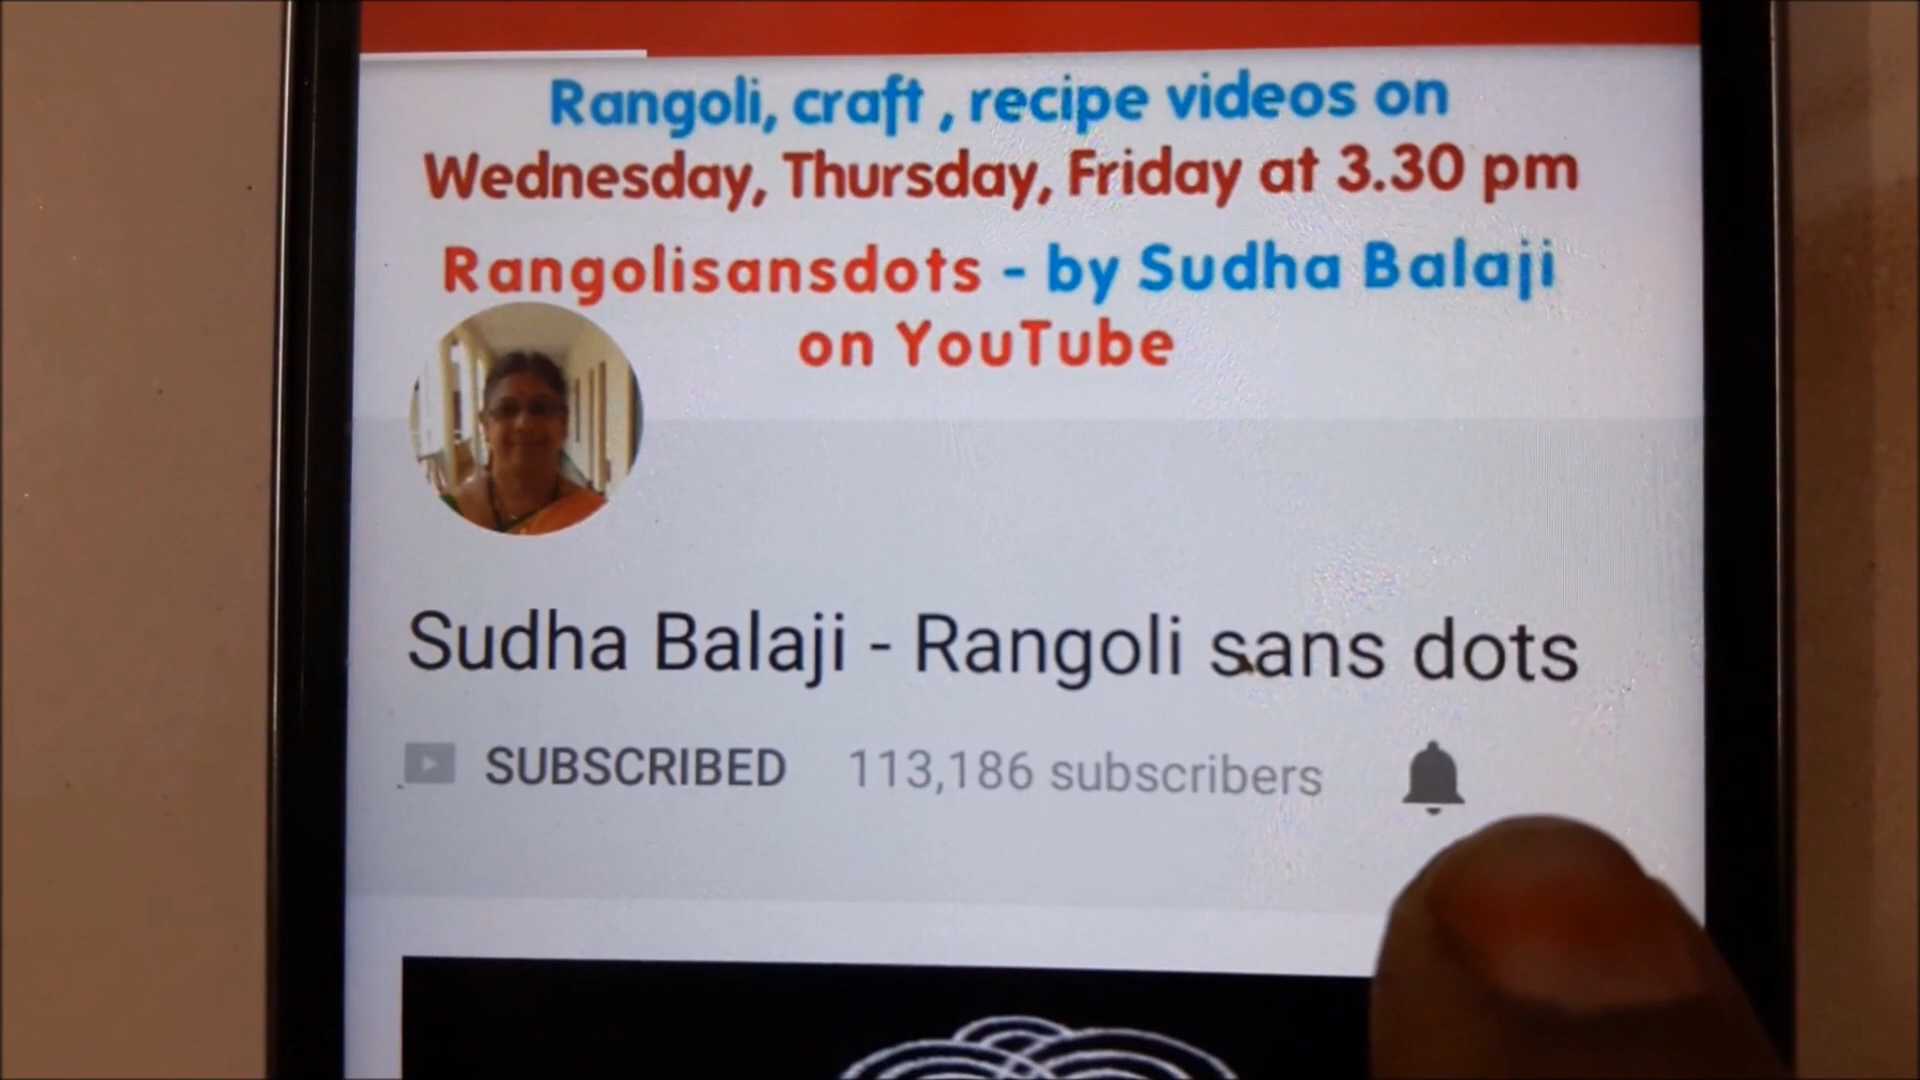 Rangoli, craft , recipe videos on
Wednesday, Thursday, Friday at 3.30 pm
Rangolisansdots - by Sudha Balaji
on YouTube
Sudha Balaji - Rangoli sans dots
SUBSCRIBED 113,186 subscribers